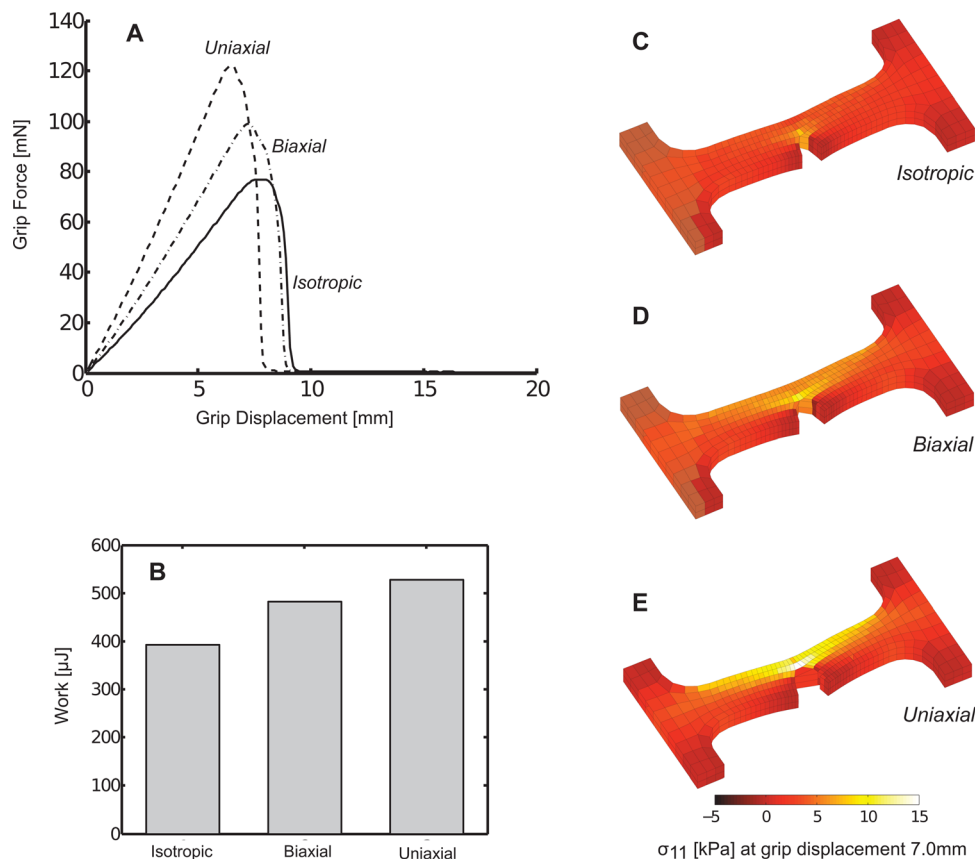 A
140
120
100
80
60
40
20
0
Grip Force [mN]
0 5 10 15 20
Grip Displacement [mm]
Uniaxial
Biaxial
Isotropic
B
600
500
400
300
200
100
0
Work [µJ]
Isotropic Biaxial Uniaxial
C
Isotropic
D
Biaxial
E
Uniaxial
−5 0 5 10 15
σ11 [kPa] at grip displacement 7.0mm